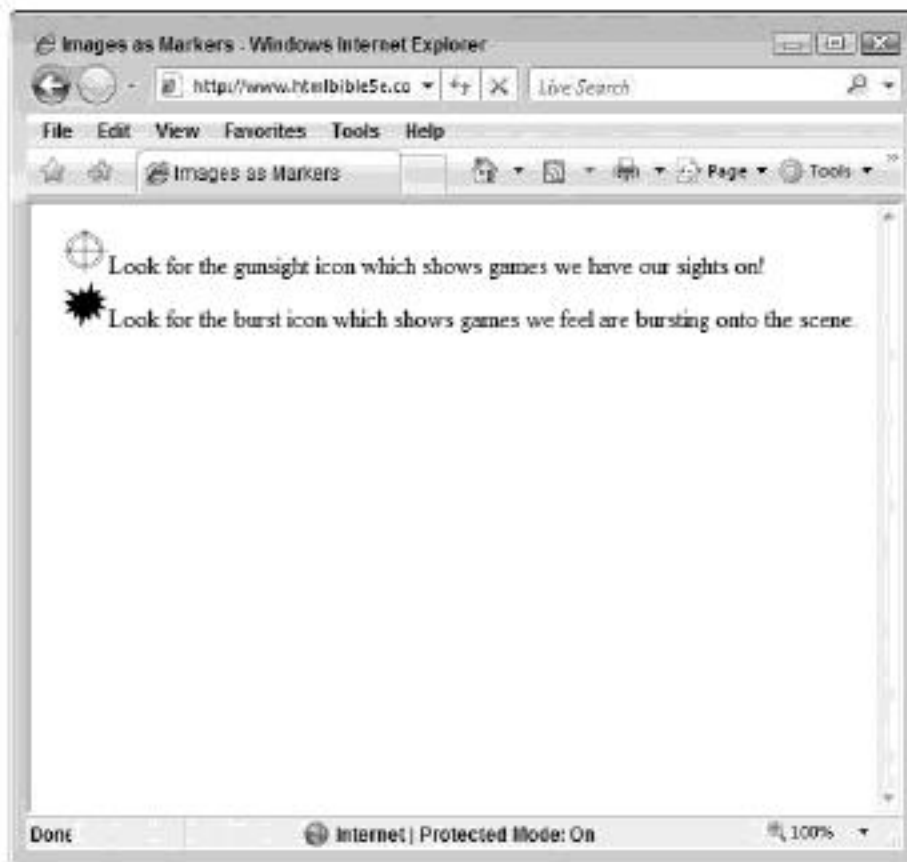 Images as Markers - Windows Internet Explorer
http://www.htmlbible5e.co
Live Search
File Edit View Favorites Tools Help
Images as Markers
Page
Tools
Look for the gunsight icon which shows games we have our sights on!
Look for the burst icon which shows games we feel are bursting onto the scene.
Done
Internet | Protected Mode: On
100%